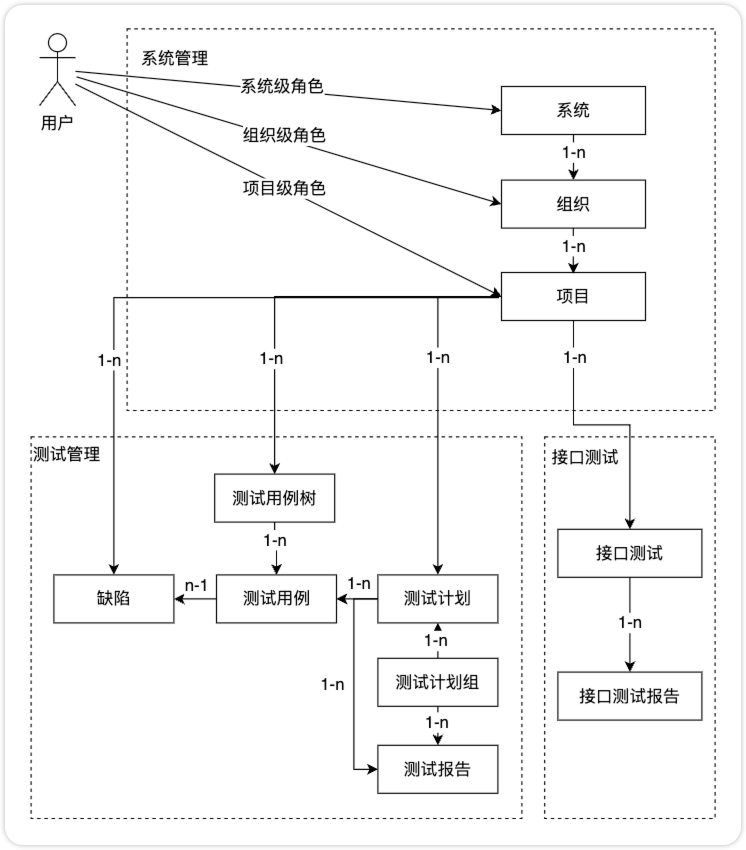 系统管理
系统级角色
系统
用户
组织级角色
1-n
项目级角色
组织
1-n
项目
1-n
1-n
1-n
1-n
测试管理
接口测试
测试用例树
1-n
接口测试
缺陷
n-1
测试用例
1-n
测试计划
1-n
1-n
1-n
测试计划组
接口测试报告
1-n
测试报告